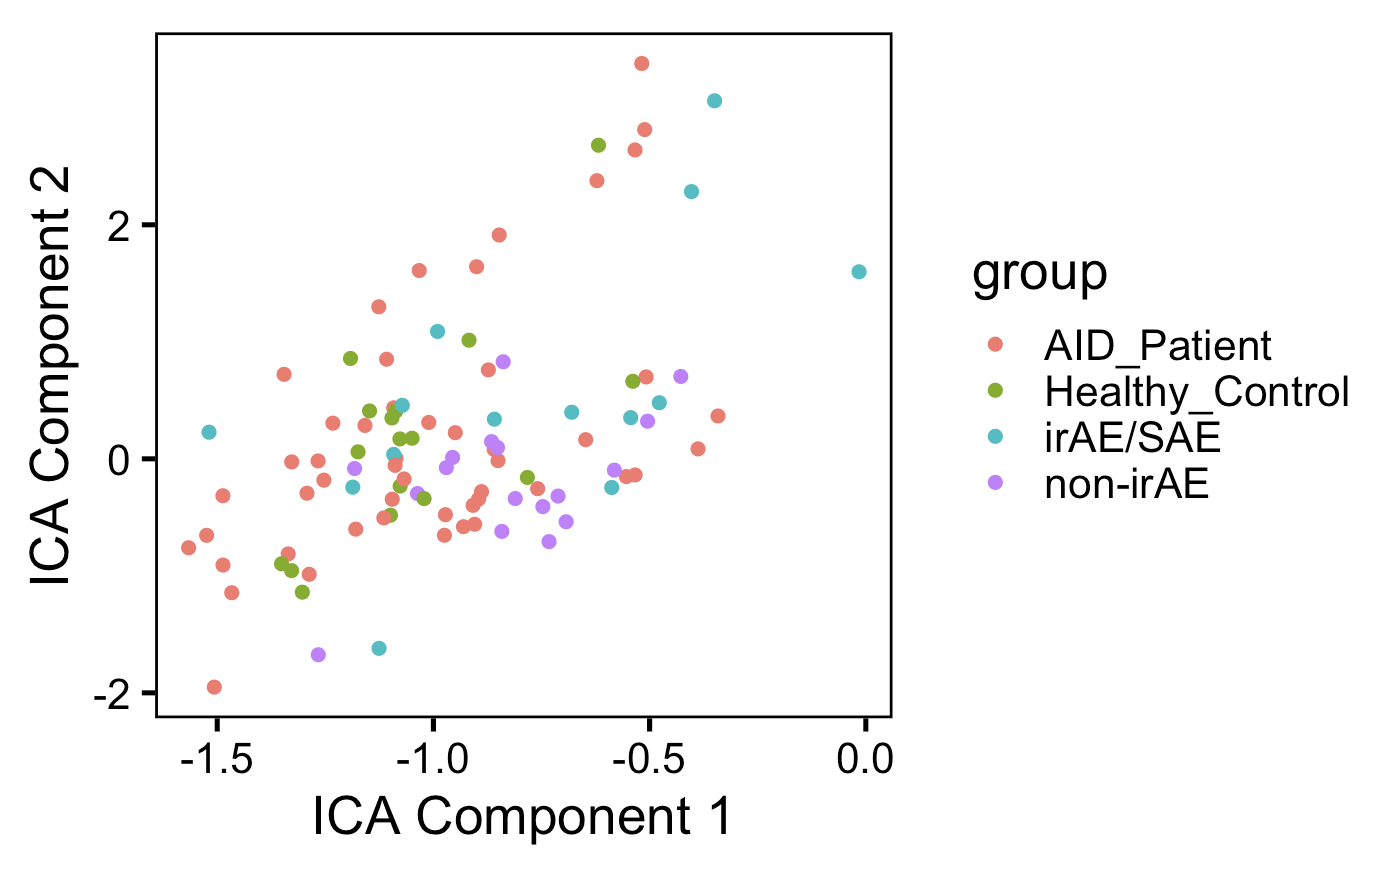 ICA Component 2
2
0
-2
-1.5
-1.0
-0.5
0.0
ICA Component 1
group
AID_Patient
Healthy_Control
irAE/SAE
non-irAE